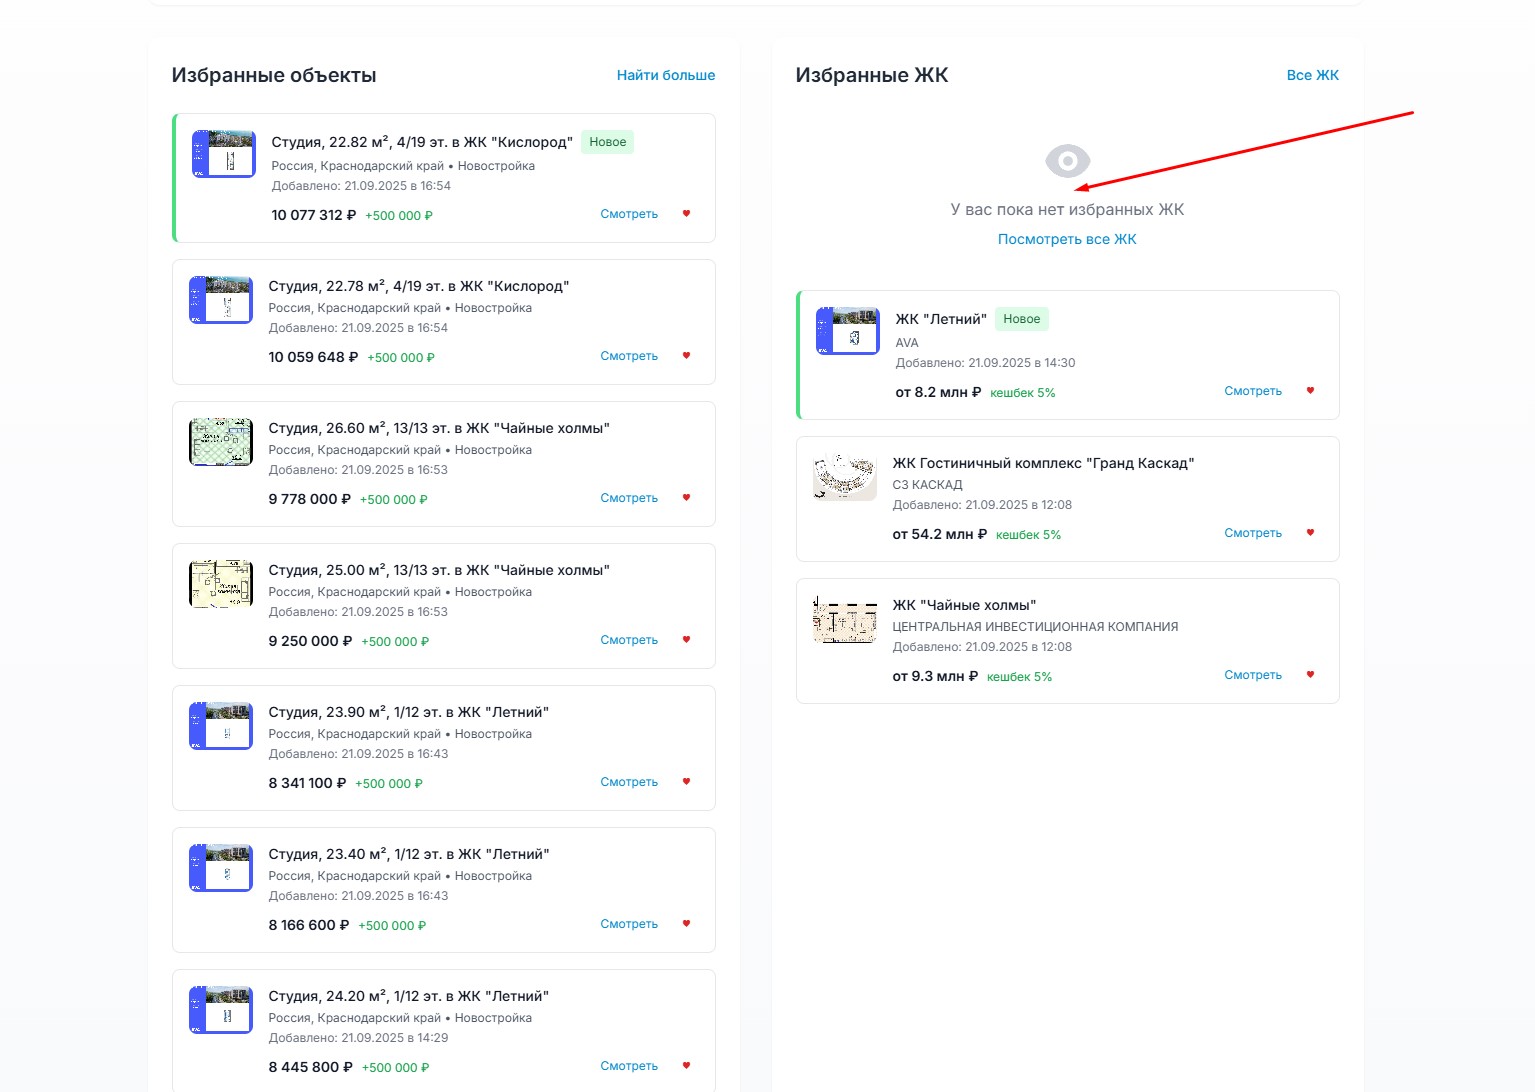 Избранные объекты
Найти больше
Студия, 22.82 м², 4/19 эт. в ЖК "Кислород" Новое
Россия, Краснодарский край • Новостройка
Добавлено: 21.09.2025 в 16:54
10 077 312 ₽ +500 000 ₽ Смотреть
Студия, 22.78 м², 4/19 эт. в ЖК "Кислород"
Россия, Краснодарский край • Новостройка
Добавлено: 21.09.2025 в 16:54
10 059 648 ₽ +500 000 ₽ Смотреть
Студия, 26.60 м², 13/13 эт. в ЖК "Чайные холмы"
Россия, Краснодарский край • Новостройка
Добавлено: 21.09.2025 в 16:53
9 778 000 ₽ +500 000 ₽ Смотреть
Студия, 25.00 м², 13/13 эт. в ЖК "Чайные холмы"
Россия, Краснодарский край • Новостройка
Добавлено: 21.09.2025 в 16:53
9 250 000 ₽ +500 000 ₽ Смотреть
Студия, 23.90 м², 1/12 эт. в ЖК "Летний"
Россия, Краснодарский край • Новостройка
Добавлено: 21.09.2025 в 16:43
8 341 100 ₽ +500 000 ₽ Смотреть
Студия, 23.40 м², 1/12 эт. в ЖК "Летний"
Россия, Краснодарский край • Новостройка
Добавлено: 21.09.2025 в 16:43
8 166 600 ₽ +500 000 ₽ Смотреть
Студия, 24.20 м², 1/12 эт. в ЖК "Летний"
Россия, Краснодарский край • Новостройка
Добавлено: 21.09.2025 в 14:29
8 445 800 ₽ +500 000 ₽ Смотреть
Избранные ЖК
Все ЖК
У вас пока нет избранных ЖК
Посмотреть все ЖК
ЖК "Летний" Новое
AVA
Добавлено: 21.09.2025 в 14:30
от 8.2 млн ₽ кешбек 5% Смотреть
ЖК Гостиничный комплекс "Гранд Каскад"
СЗ КАСКАД
Добавлено: 21.09.2025 в 12:08
от 54.2 млн ₽ кешбек 5% Смотреть
ЖК "Чайные холмы"
ЦЕНТРАЛЬНАЯ ИНВЕСТИЦИОННАЯ КОМПАНИЯ
Добавлено: 21.09.2025 в 12:08
от 9.3 млн ₽ кешбек 5% Смотреть